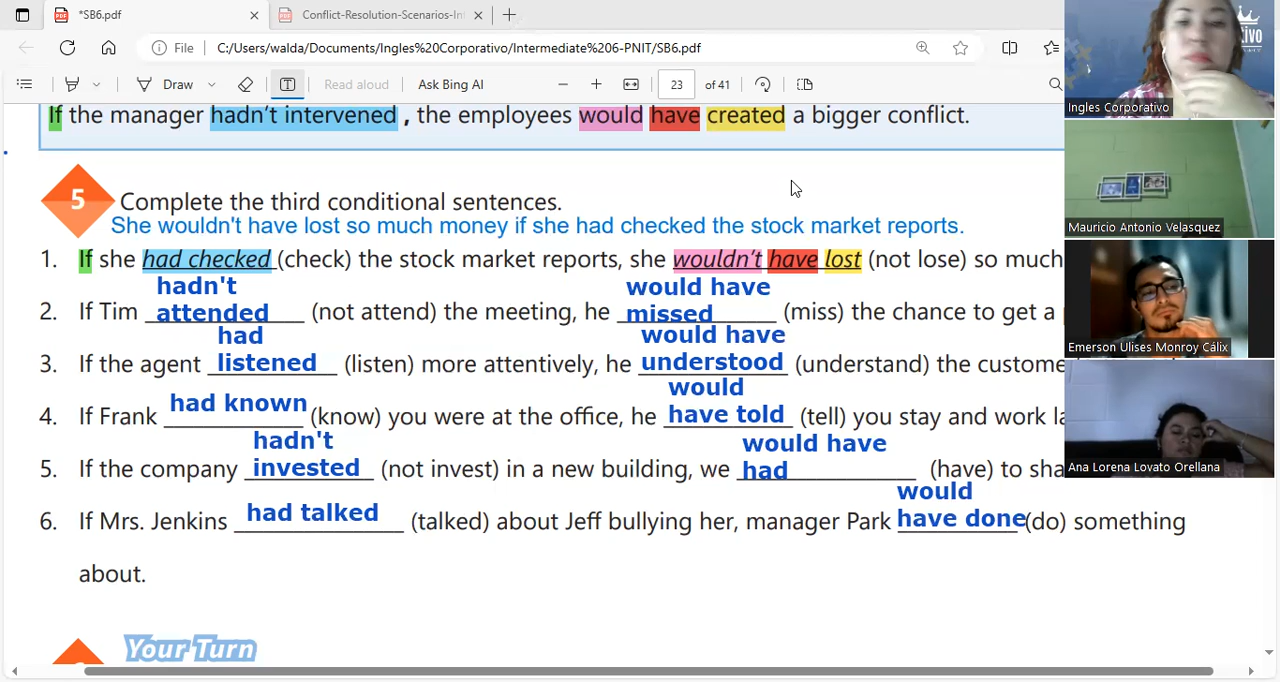 *SB6.pdf
Conflict-Resolution-Scenarios-In
File C:/Users/walda/Documents/Ingles%20Corporativo/Intermediate%206-PNIT/SB6.pdf
Draw Read aloud Ask Bing AI 23 of 41
If the manager hadn't intervened , the employees would have created a bigger conflict.
5 Complete the third conditional sentences.
She wouldn't have lost so much money if she had checked the stock market reports.
1. If she had checked (check) the stock market reports, she wouldn't have lost (not lose) so much
hadn't would have
2. If Tim attended (not attend) the meeting, he missed (miss) the chance to get a
had would have
3. If the agent listened (listen) more attentively, he understood (understand) the custome
would
4. If Frank had known (know) you were at the office, he have told (tell) you stay and work la
hadn't would have
5. If the company invested (not invest) in a new building, we had (have) to sha
would
6. If Mrs. Jenkins had talked (talked) about Jeff bullying her, manager Park have done (do) something
about.
Your Turn
Ingles Corporativo
Mauricio Antonio Velasquez
Emerson Ulises Monroy Cálix
Ana Lorena Lovato Orellana